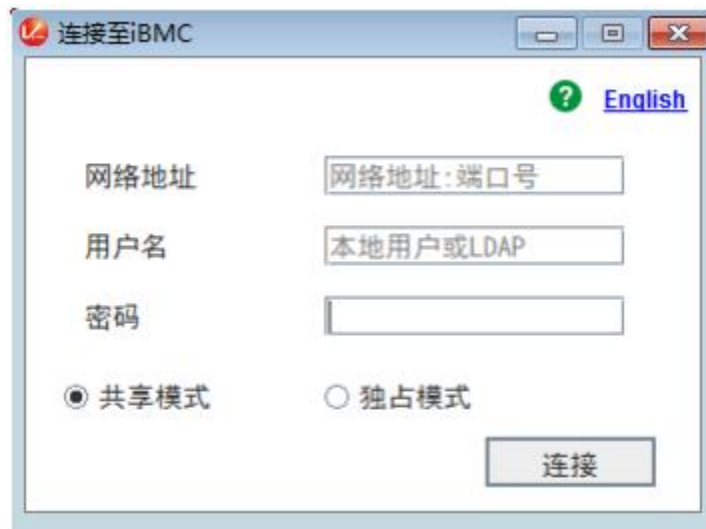 连接至iBMC
English
网络地址 网络地址:端口号
用户名 本地用户或LDAP
密码
共享模式 独占模式
连接